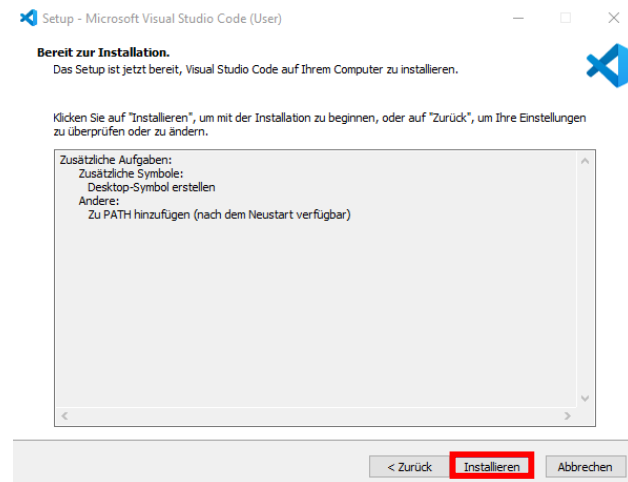 Setup - Microsoft Visual Studio Code (User)
Bereit zur Installation.
Das Setup ist jetzt bereit, Visual Studio Code auf Ihrem Computer zu installieren.
Klicken Sie auf "Installieren", um mit der Installation zu beginnen, oder auf "Zurück", um Ihre Einstellungen
zu überprüfen oder zu ändern.
Zusätzliche Aufgaben:
Zusätzliche Symbole:
Desktop-Symbol erstellen
Andere:
Zu PATH hinzufügen (nach dem Neustart verfügbar)
< Zurück Installieren Abbrechen